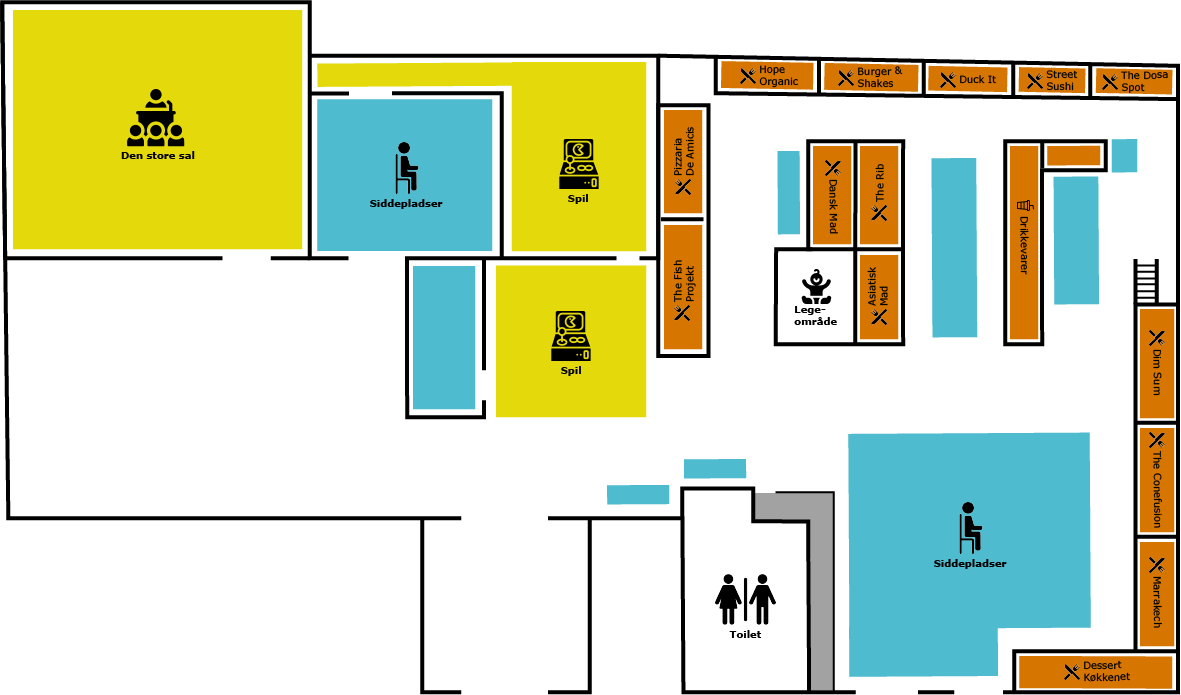 Den store sal
Siddepladser
Spil
Spil
Pizzaria
De Amicis
The Fish
Projekt
Hope
Organic
Burger &
Shakes
Duck It
Street
Sushi
The Dosa
Spot
Dansk Mad
The Rib
Asiatisk
Mad
Lege-
område
Drikkevarer
Dim Sum
The Conefusion
Marrakech
Dessert
Køkkenet
Siddepladser
Toilet